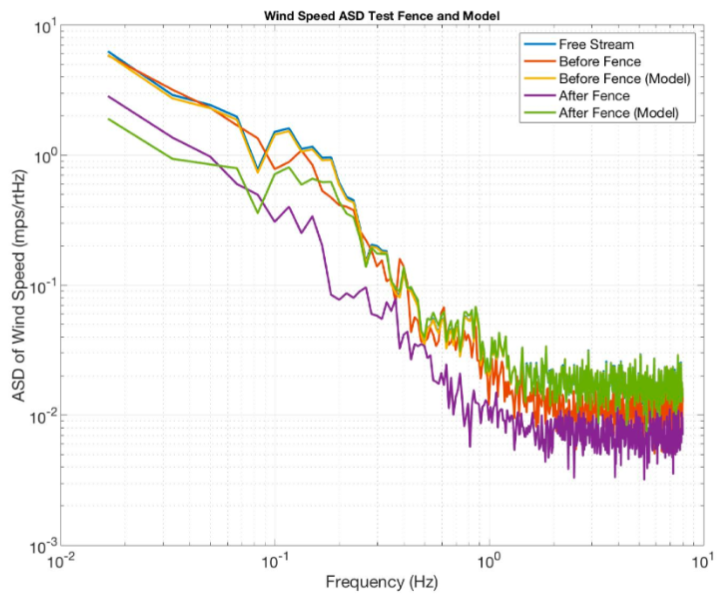 Wind Speed ASD Test Fence and Model
Free Stream
Before Fence
Before Fence (Model)
After Fence
After Fence (Model)
ASD of Wind Speed (mps/rtHz)
10^1
10^0
10^-1
10^-2
10^-3
10^-2
10^-1
10^0
10^1
Frequency (Hz)